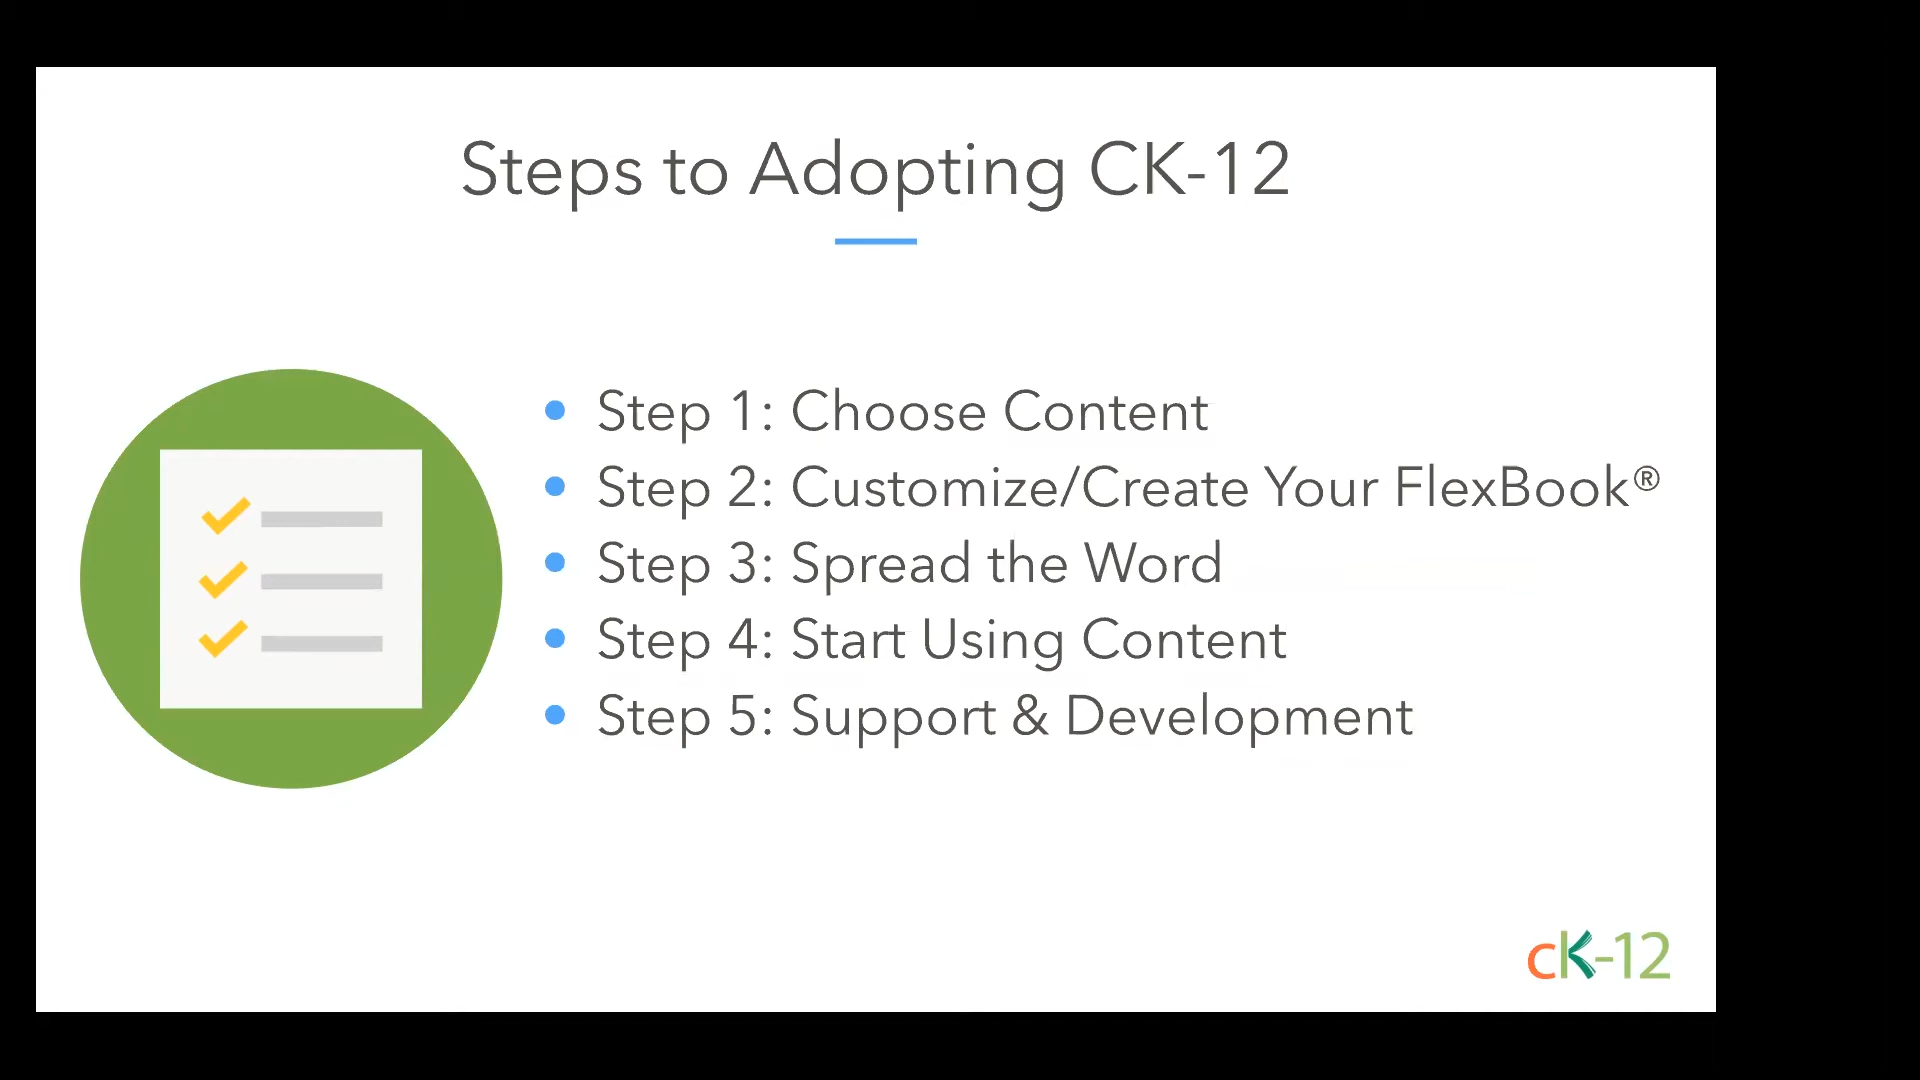 Steps to Adopting CK-12
Step 1: Choose Content
Step 2: Customize/Create Your FlexBook®
Step 3: Spread the Word
Step 4: Start Using Content
Step 5: Support & Development
cK-12